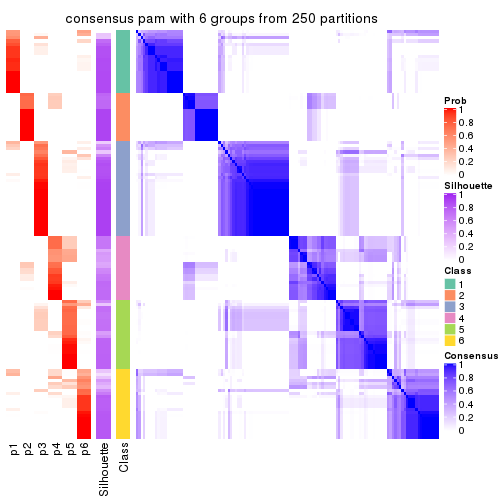 consensus pam with 6 groups from 250 partitions
Prob
1
0.8
0.6
0.4
0.2
0
Silhouette
1
0.8
0.6
0.4
0.2
0
Class
1
2
3
4
5
6
Consensus
1
0.8
0.6
0.4
0.2
0
p1
p2
p3
p4
p5
p6
Silhouette
Class